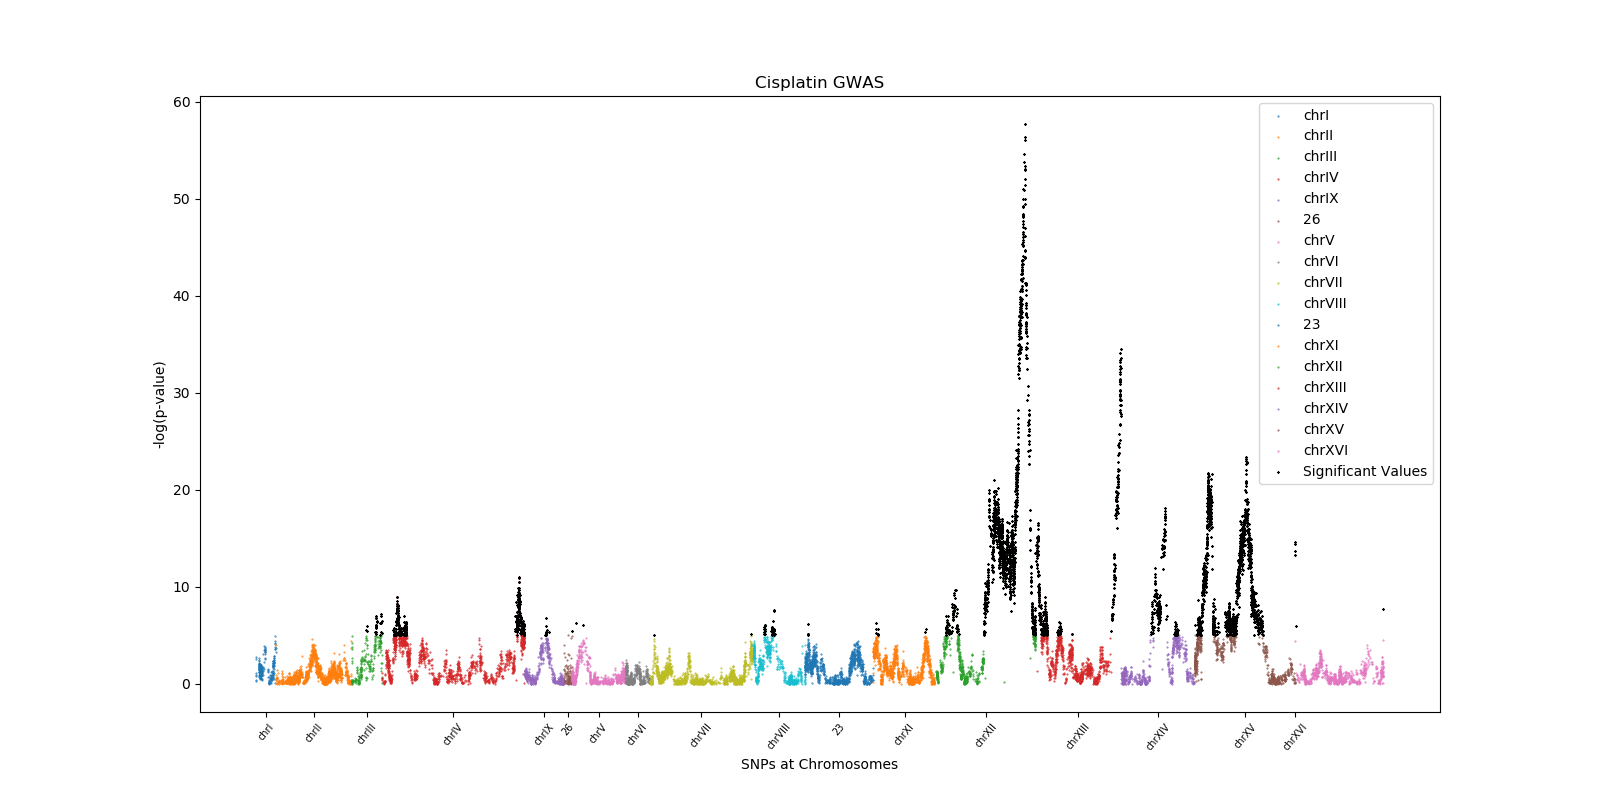 Cisplatin GWAS
60
50
40
30
20
10
0
-log(p-value)
chrI
chrII
chrIII
chrIV
chrIX
26
chrV
chrVI
chrVII
chrVIII
23
chrXI
chrXII
chrXIII
chrXIV
chrXV
chrXVI
Significant Values
chrI
chrII
chrIII
chrIV
chrIX
26
chrV
chrVI
chrVII
chrVIII
23
chrXI
chrXII
chrXIII
chrXIV
chrXV
chrXVI
SNPs at Chromosomes